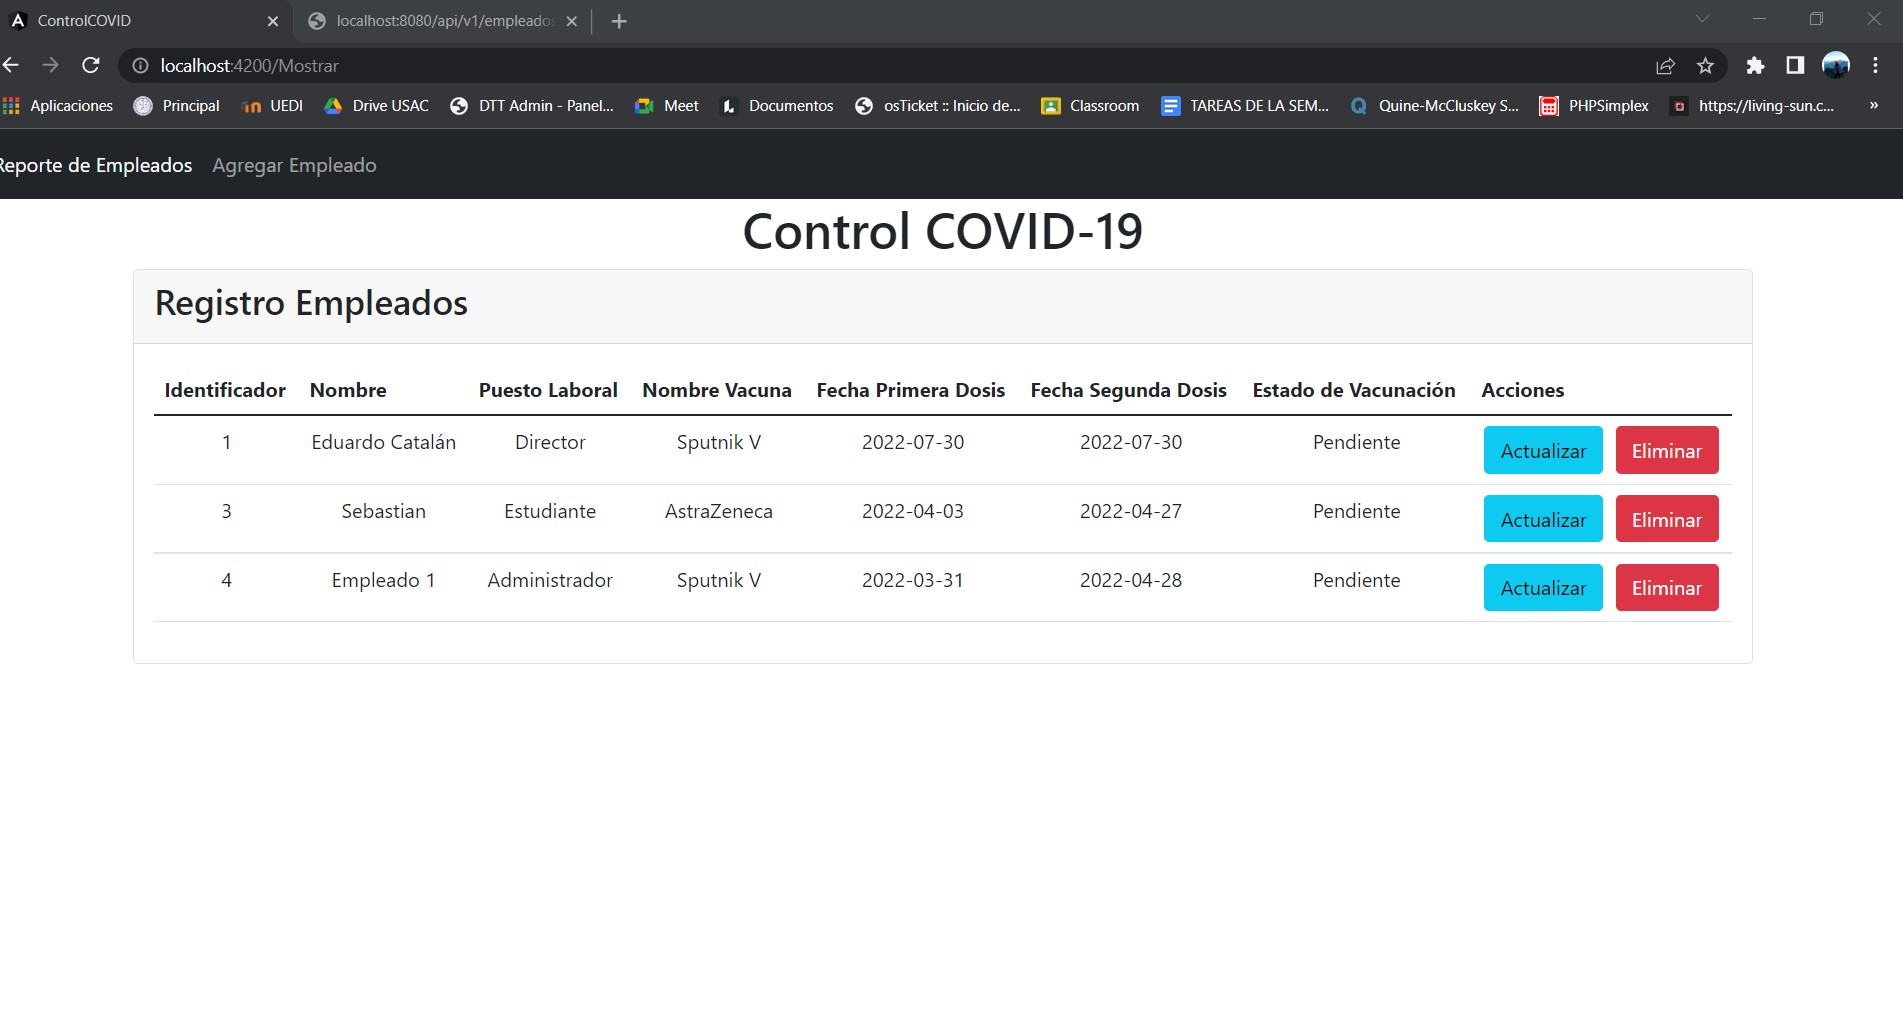 ControlCOVID localhost:8080/api/v1/empleados
localhost:4200/Mostrar
Aplicaciones Principal UEDI Drive USAC DTT Admin - Panel... Meet Documentos osTicket :: Inicio de... Classroom TAREAS DE LA SEM... Quine-McCluskey S... PHPSimplex https://living-sun.c... »
Reporte de Empleados Agregar Empleado
Control COVID-19
Registro Empleados
Identificador Nombre Puesto Laboral Nombre Vacuna Fecha Primera Dosis Fecha Segunda Dosis Estado de Vacunación Acciones
1 Eduardo Catalán Director Sputnik V 2022-07-30 2022-07-30 Pendiente Actualizar Eliminar
3 Sebastian Estudiante AstraZeneca 2022-04-03 2022-04-27 Pendiente Actualizar Eliminar
4 Empleado 1 Administrador Sputnik V 2022-03-31 2022-04-28 Pendiente Actualizar Eliminar